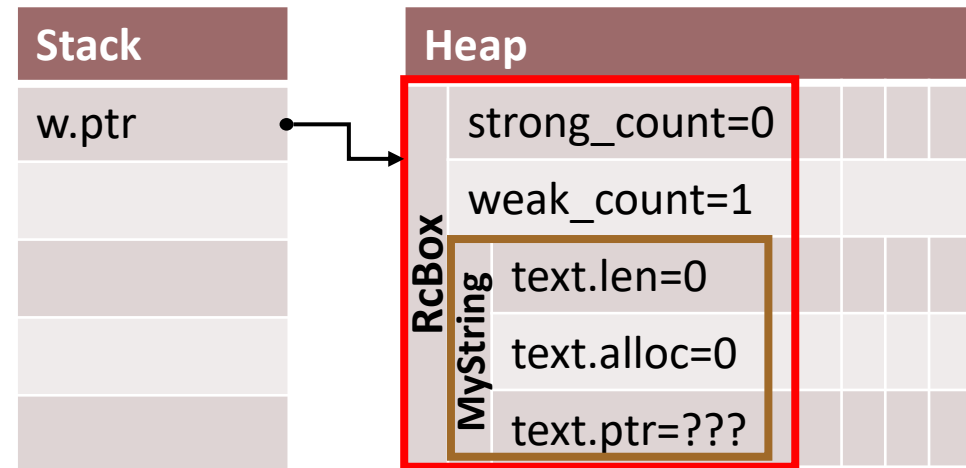 Stack
Heap
w.ptr
strong_count=0
weak_count=1
RcBox
MyString
text.len=0
text.alloc=0
text.ptr=???